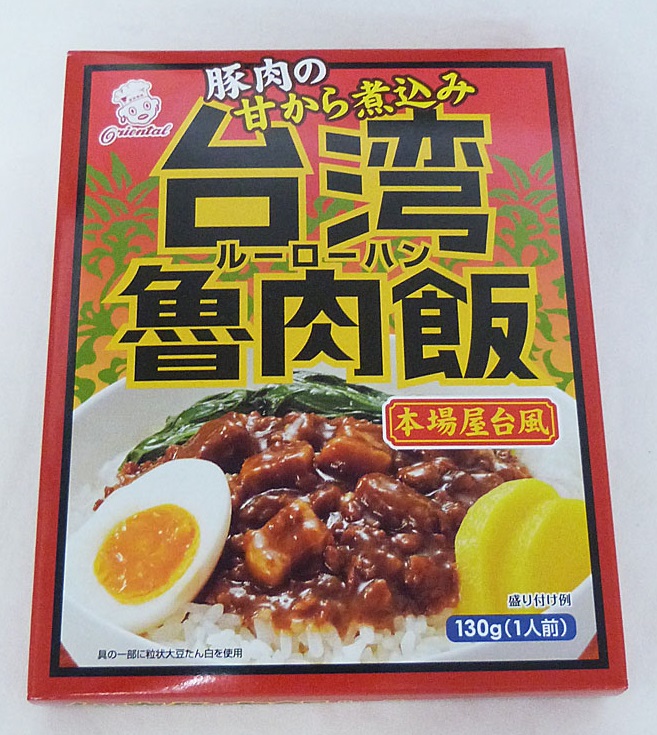 豚肉の
甘から煮込み
Oriental
台湾
ルーローハン
魯肉飯
本場屋台風
盛り付け例
130g(1人前)
具の一部に粒状大豆たん白を使用